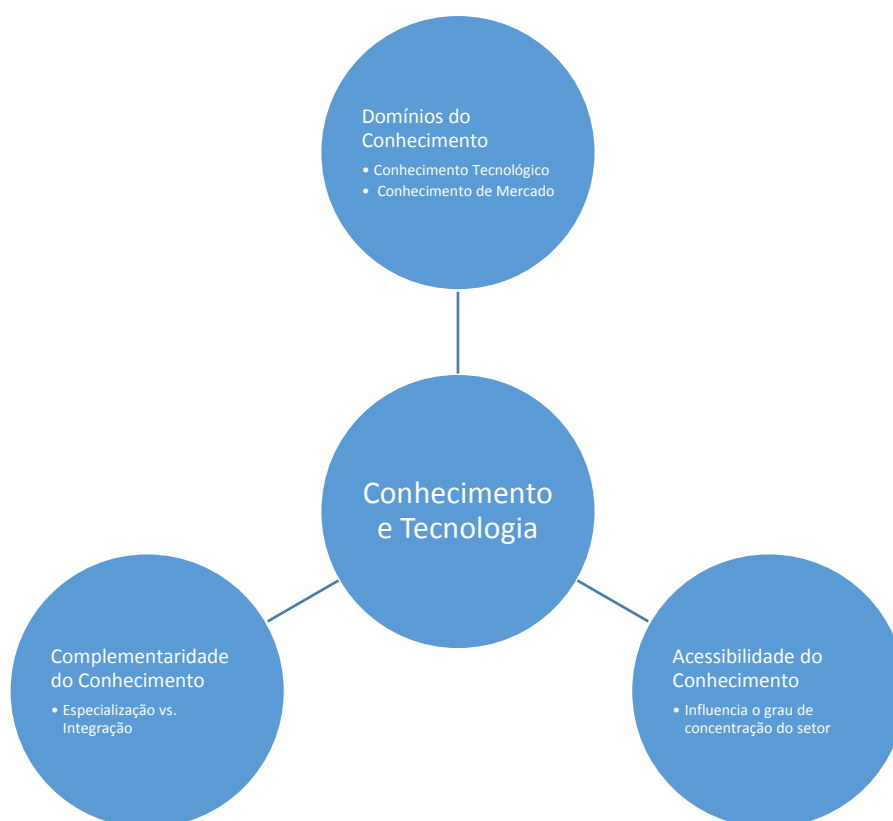 Domínios do
Conhecimento
• Conhecimento Tecnológico
• Conhecimento de Mercado
Conhecimento
e Tecnologia
Complementaridade
do Conhecimento
• Especialização vs.
Integração
Acessibilidade do
Conhecimento
• Influencia o grau de
concentração do setor